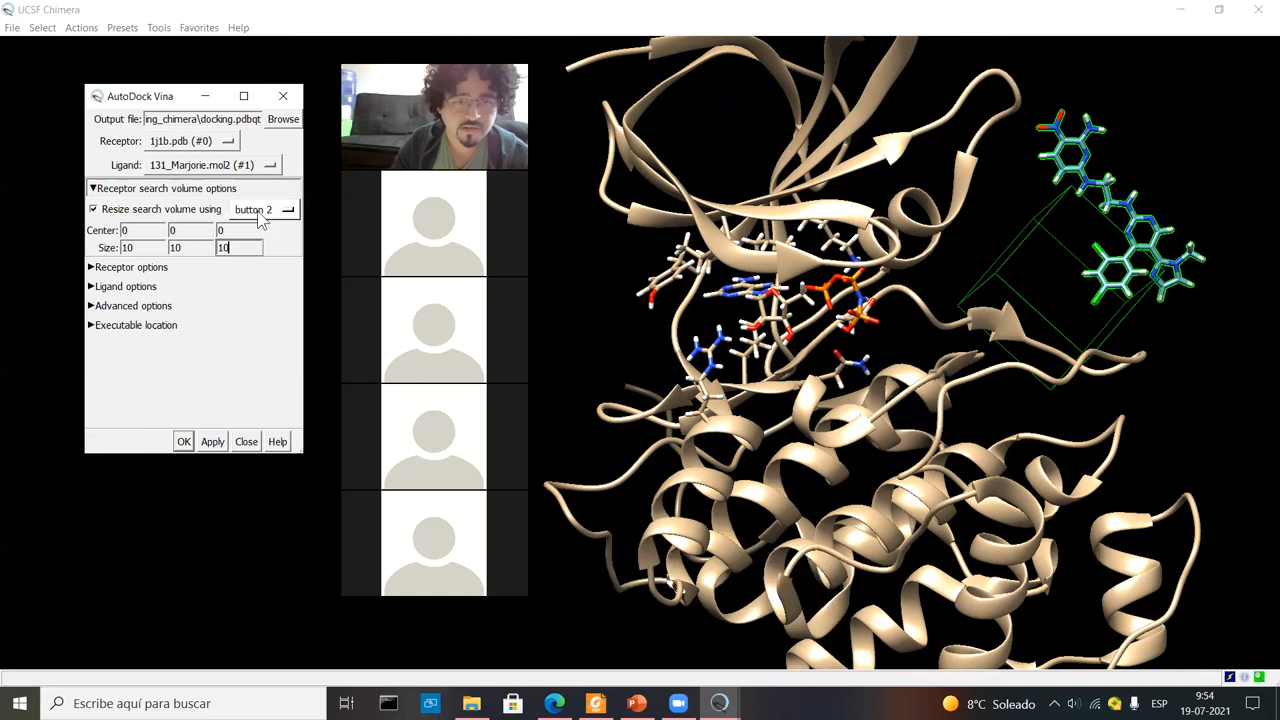 UCSF Chimera
File Select Actions Presets Tools Favorites Help
AutoDock Vina
Output file: ing_chimera\docking.pdbqt Browse
Receptor: 1j1b.pdb (#0)
Ligand: 131_Marjorie.mol2 (#1)
Receptor search volume options
Resize search volume using button 2
Center: 0 0 0
Size: 10 10 10
Receptor options
Ligand options
Advanced options
Executable location
OK Apply Close Help
Escribe aquí para buscar
8°C Soleado
ESP
9:54
19-07-2021